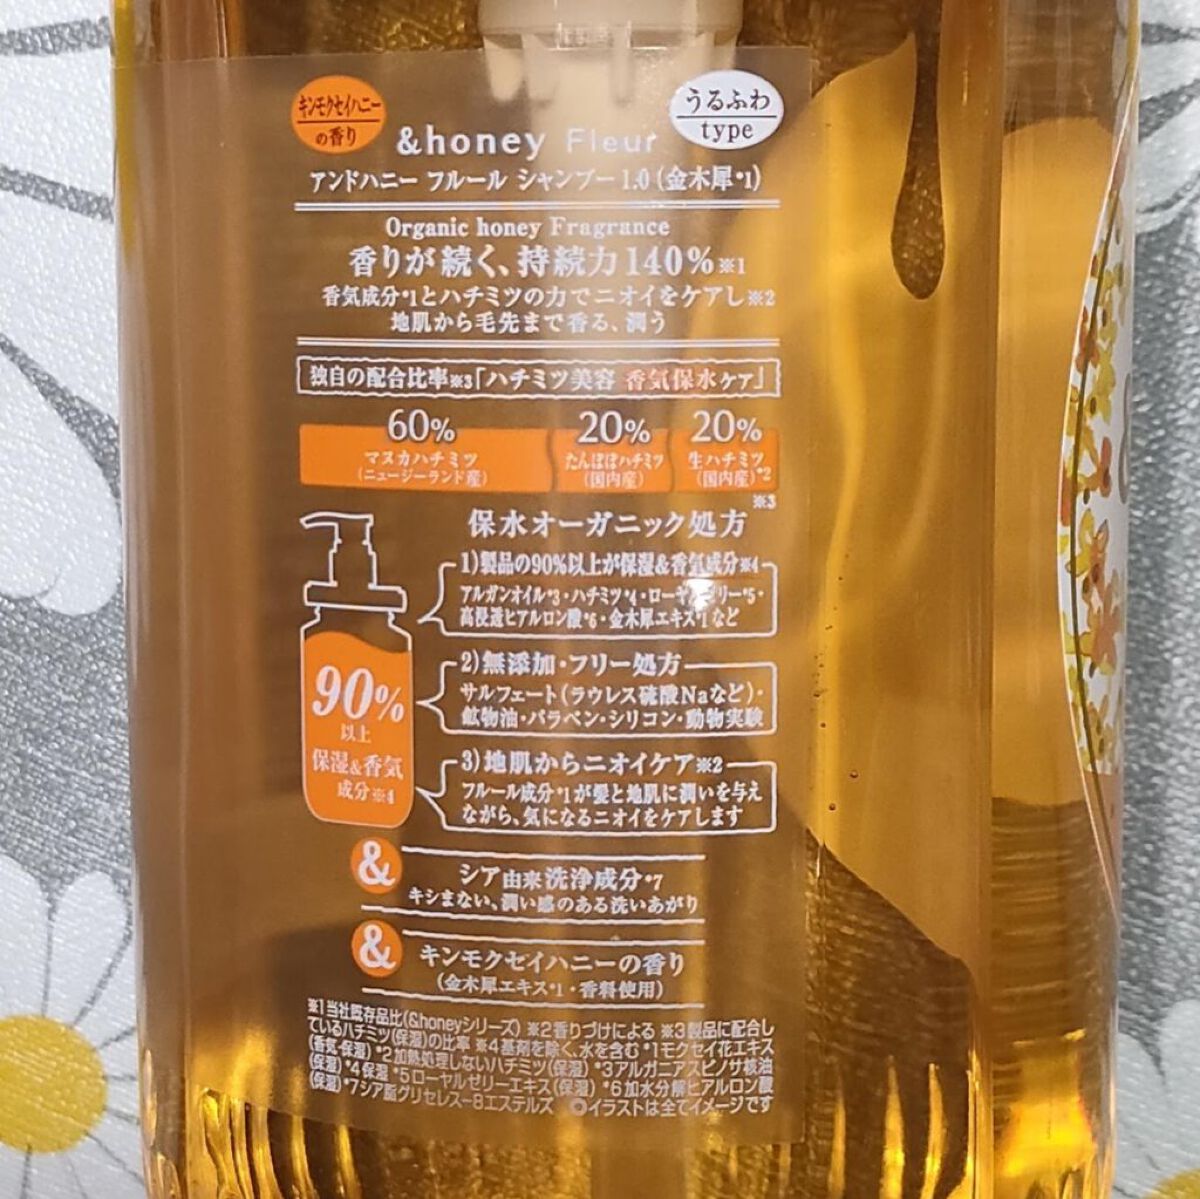 キンモクセイハニー
の香り
うるふわ
type
&honey Fleur
アンドハニー フルール シャンプー1.0(金木犀*1)
Organic honey Fragrance
香りが続く、持続力140%※1
香気成分*1とハチミツの力でニオイをケアし※2
地肌から毛先まで香る、潤う
独自の配合比率※3「ハチミツ美容 香気保水ケア」
60% 20% 20%
マヌカハチミツ たんぽぽハチミツ 生ハチミツ
(ニュージーランド産) (国内産) (国内産)*2
※3
保水オーガニック処方
1)製品の90%以上が保湿&香気成分※4
アルガンオイル*3・ハチミツ*4・ローヤルゼリー*5・
高浸透ヒアルロン酸*6・金木犀エキス*1など
2)無添加・フリー処方
サルフェート(ラウレス硫酸Naなど)・
鉱物油・パラベン・シリコン・動物実験
90%
以上
保湿&香気
成分※4
3)地肌からニオイケア※2
フルール成分*1が髪と地肌に潤いを与え
ながら、気になるニオイをケアします
&
シア由来洗浄成分*7
キシまない、潤い感のある洗いあがり
&
キンモクセイハニーの香り
(金木犀エキス*1・香料使用)
※1当社既存品比(&honeyシリーズ) ※2香りづけによる ※3製品に配合し
ているハチミツ(保湿)の比率 ※4基剤を除く、水を含む *1モクセイ花エキス
(香気・保湿) *2加熱処理しないハチミツ(保湿) *3アルガニアスピノサ核油
(保湿) *4保湿 *5ローヤルゼリーエキス(保湿) *6加水分解ヒアルロン酸
(保湿) *7シア脂グリセレス-8エステルズ ◎イラストは全てイメージです